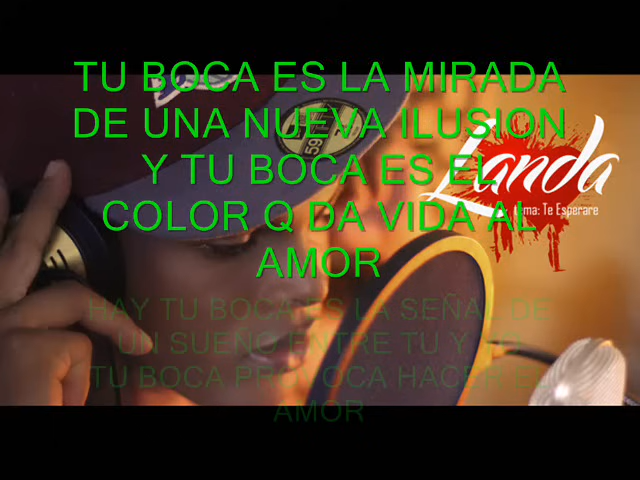 TU BOCA ES LA MIRADA
DE UNA NUEVA ILUSION
Y TU BOCA ES EL
COLOR Q DA VIDA AL
AMOR
Landa
Tema: Te Esperare
HAY TU BOCA ES LA SEÑAL DE
UN SUEÑO ENTRE TU Y YO
TU BOCA PROVOCA HACER EL
AMOR
59